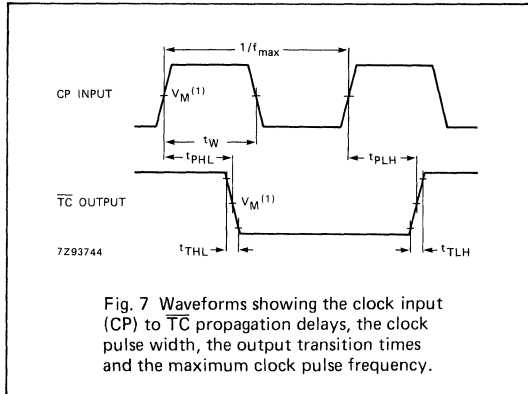 1/fmax
CP INPUT
VM(1)
tW
tPHL
tPLH
TC OUTPUT
VM(1)
7Z93744
tTHL
tTLH
Fig. 7 Waveforms showing the clock input
(CP) to TC propagation delays, the clock
pulse width, the output transition times
and the maximum clock pulse frequency.